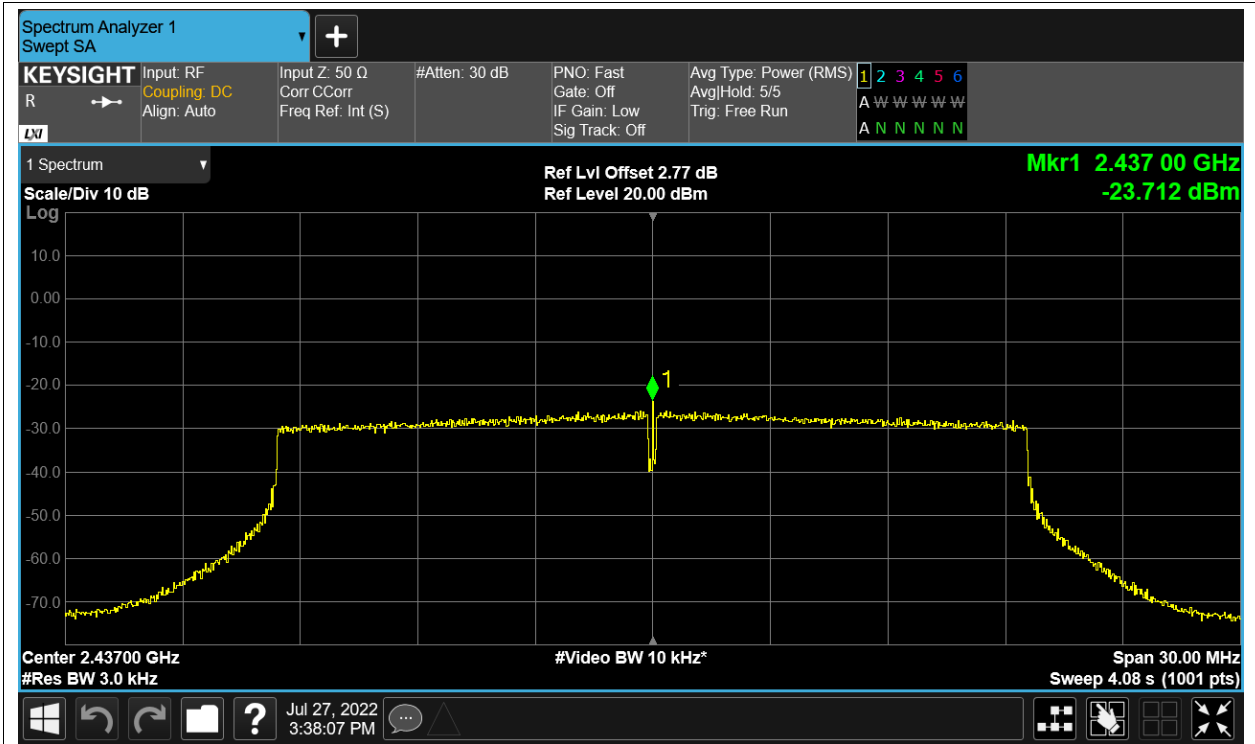 Spectrum Analyzer 1
Swept SA
+
KEYSIGHT
R
LXI
Input: RF
Coupling: DC
Align: Auto
Input Z: 50 Ω
Corr CCorr
Freq Ref: Int (S)
#Atten: 30 dB
PNO: Fast
Gate: Off
IF Gain: Low
Sig Track: Off
Avg Type: Power (RMS)
Avg|Hold: 5/5
Trig: Free Run
1 2 3 4 5 6
A W W W W W
A N N N N N
1 Spectrum
Scale/Div 10 dB
Log
Ref Lvl Offset 2.77 dB
Ref Level 20.00 dBm
Mkr1 2.437 00 GHz
-23.712 dBm
10.0
0.00
-10.0
-20.0
-30.0
-40.0
-50.0
-60.0
-70.0
1
Center 2.43700 GHz
#Res BW 3.0 kHz
#Video BW 10 kHz*
Span 30.00 MHz
Sweep 4.08 s (1001 pts)
?
Jul 27, 2022
3:38:07 PM